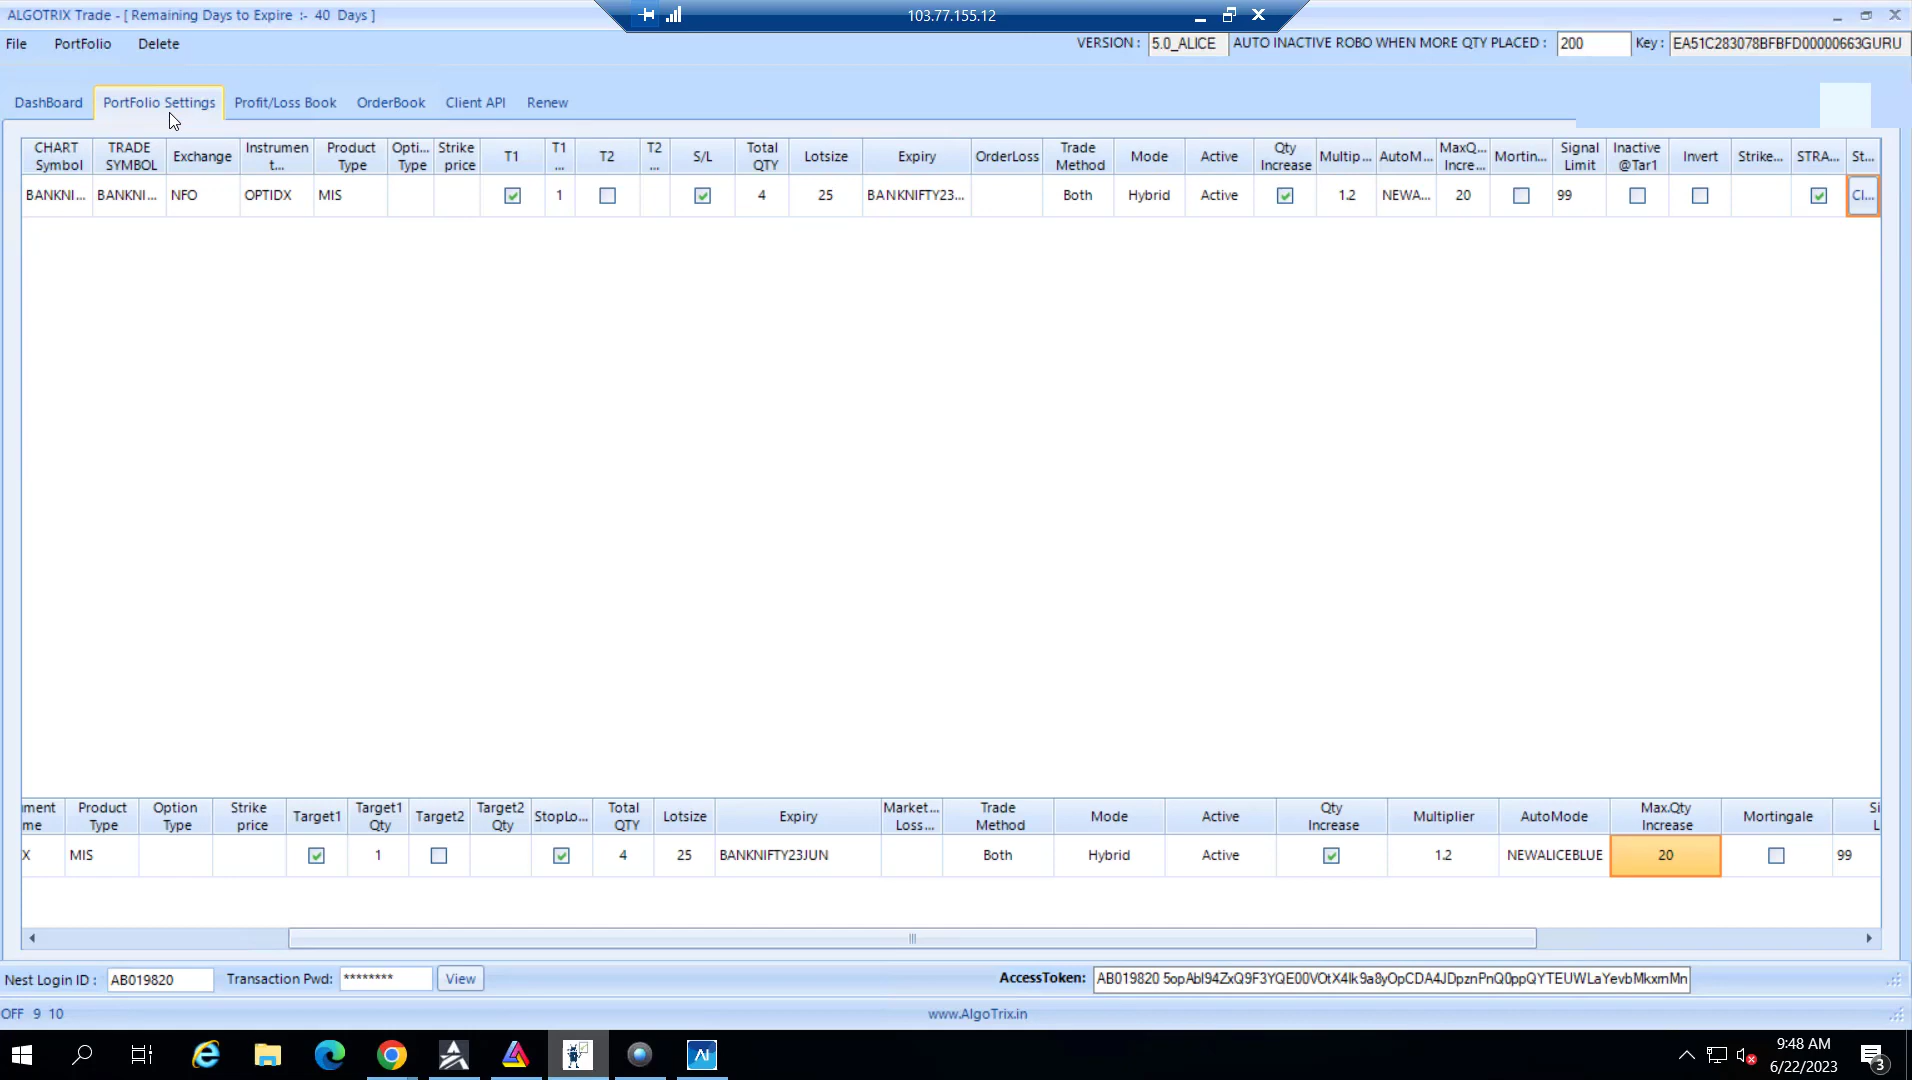 ALGOTRIX Trade - [ Remaining Days to Expire :- 40 Days ]
103.77.155.12
File PortFolio Delete
VERSION : 5.0_ALICE AUTO INACTIVE ROBO WHEN MORE QTY PLACED : 200 Key : EA51C283078BFBFD00000663GURU
DashBoard PortFolio Settings Profit/Loss Book OrderBook Client API Renew
CHART Symbol TRADE SYMBOL Exchange Instrumen t... Product Type Opti... Type Strike price T1 T1 ... T2 T2 ... S/L Total QTY Lotsize Expiry OrderLoss Trade Method Mode Active Qty Increase Multip... AutoM... MaxQ... Incre... Mortin... Signal Limit Inactive @Tar1 Invert Strike... STRA... St...
BANKNI... BANKNI... NFO OPTIDX MIS 1 4 25 BANKNIFTY23... Both Hybrid Active 1.2 NEWA... 20 99 Cl...
ment me Product Type Option Type Strike price Target1 Target1 Qty Target2 Target2 Qty StopLo... Total QTY Lotsize Expiry Market... Loss... Trade Method Mode Active Qty Increase Multiplier AutoMode Max.Qty Increase Mortingale Si L
X MIS 1 4 25 BANKNIFTY23JUN Both Hybrid Active 1.2 NEWALICEBLUE 20 99
Nest Login ID : AB019820 Transaction Pwd: ******** View AccessToken: AB019820
OFF 9 10 www.AlgoTrix.in
9:48 AM
6/22/2023
3